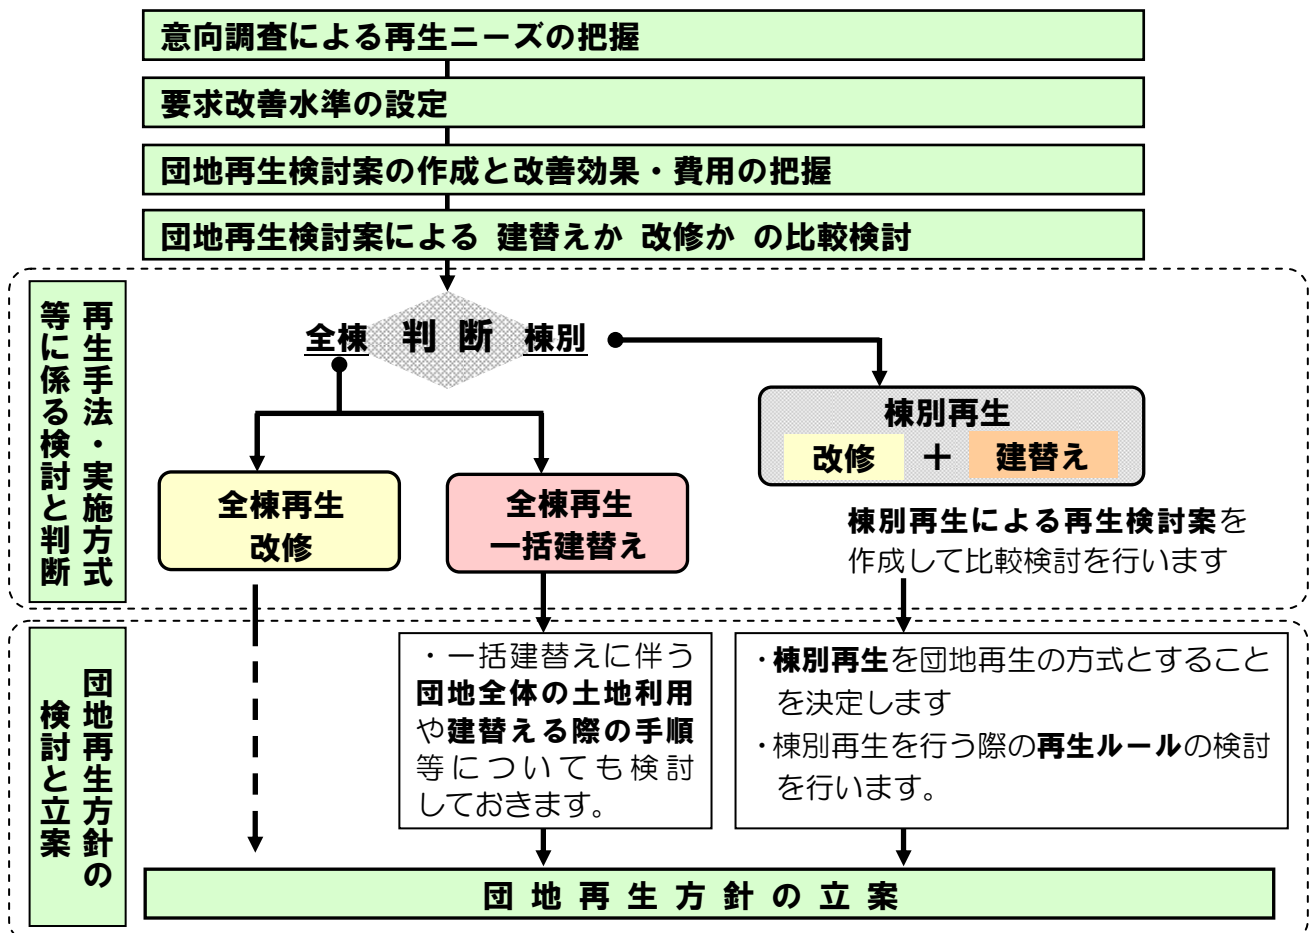 意向調査による再生ニーズの把握
要求改善水準の設定
団地再生検討案の作成と改善効果・費用の把握
団地再生検討案による 建替えか 改修か の比較検討
再生手法・実施方式
等に係る検討と判断
全棟 判 断 棟別
棟別再生
改修 ＋ 建替え
全棟再生
改修
全棟再生
一括建替え
棟別再生による再生検討案を
作成して比較検討を行います
団地再生方針の
検討と立案
・一括建替えに伴う
団地全体の土地利用
や建替える際の手順
等についても検討
しておきます。
・棟別再生を団地再生の方式とすること
を決定します
・棟別再生を行う際の再生ルールの検討
を行います。
団 地 再 生 方 針 の 立 案